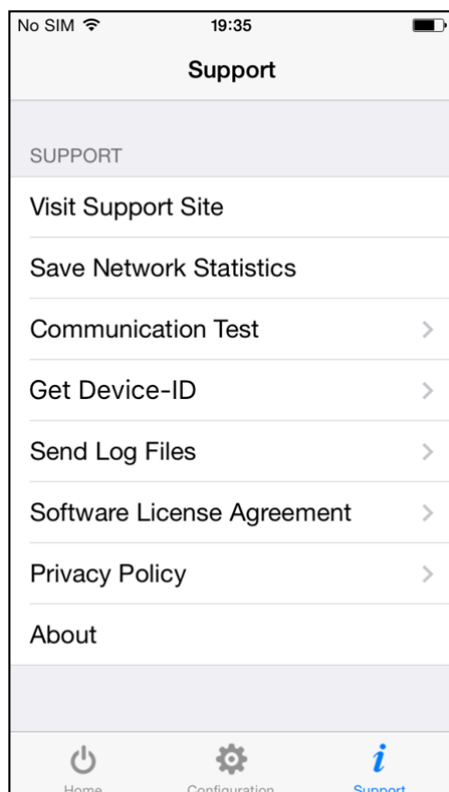 No SIM 19:35
Support
SUPPORT
Visit Support Site
Save Network Statistics
Communication Test
Get Device-ID
Send Log Files
Software License Agreement
Privacy Policy
About
Home Configuration Support